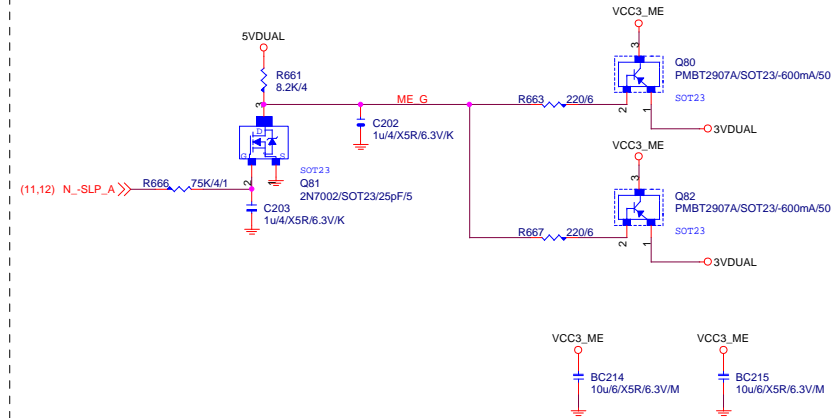 VCC3_ME
5VDUAL
3
Q80
PMBT2907A/SOT23/-600mA/50
R661
8.2K/4
SOT23
3
ME_G
R663
220/6
2
1
3VDUAL
C202
1u/4/X5R/6.3V/K
D
G
S
VCC3_ME
SOT23
3
Q81
2N7002/SOT23/25pF/5
(11,12) N_-SLP_A
R666
75K/4/1
2
1
Q82
PMBT2907A/SOT23/-600mA/50
C203
1u/4/X5R/6.3V/K
SOT23
R667
220/6
2
1
3VDUAL
VCC3_ME
VCC3_ME
BC214
10u/6/X5R/6.3V/M
BC215
10u/6/X5R/6.3V/M